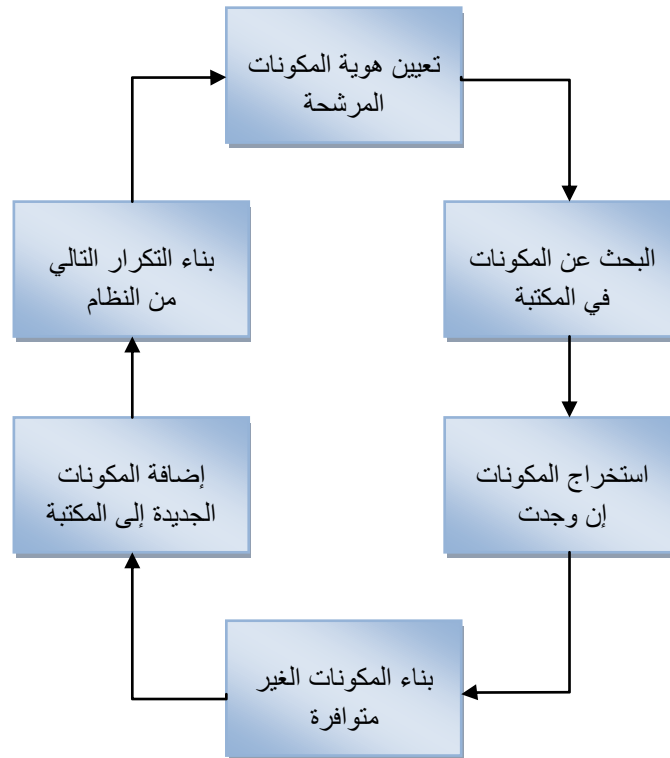 تعيين هوية المكونات
المرشحة
البحث عن المكونات
في المكتبة
استخراج المكونات
إن وجدت
بناء المكونات الغير
متوافرة
إضافة المكونات
الجديدة إلى المكتبة
بناء التكرار التالي
من النظام